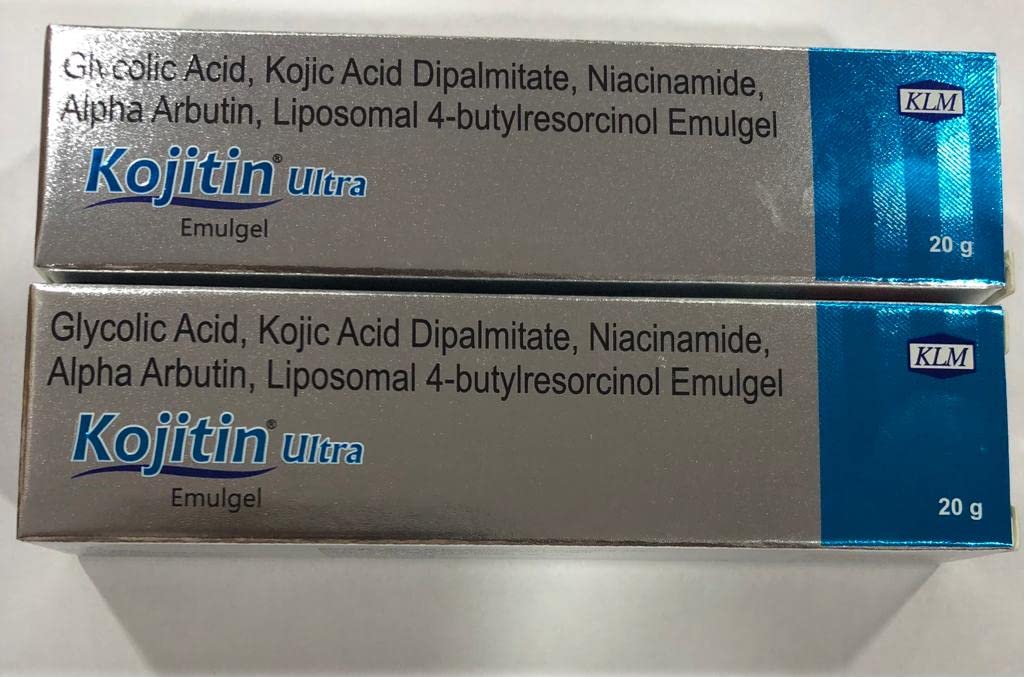 Glycolic Acid, Kojic Acid Dipalmitate, Niacinamide,
Alpha Arbutin, Liposomal 4-butylresorcinol Emulgel
Kojitin® Ultra
Emulgel
KLM
20 g
Glycolic Acid, Kojic Acid Dipalmitate, Niacinamide,
Alpha Arbutin, Liposomal 4-butylresorcinol Emulgel
Kojitin® Ultra
Emulgel
KLM
20 g